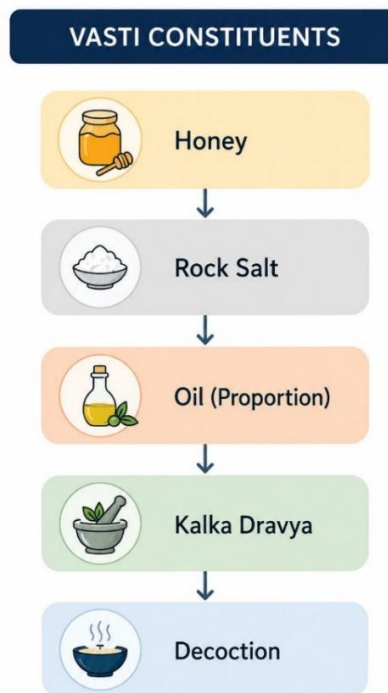 VASTI CONSTITUENTS
Honey
Rock Salt
Oil (Proportion)
Kalka Dravya
Decoction